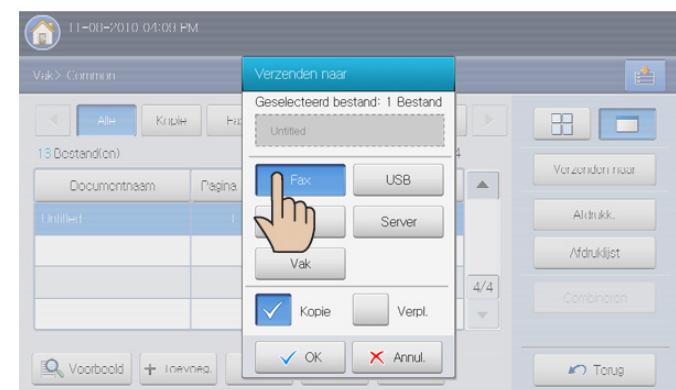 11-08-2010 04:09 PM
Vak> Common
Verzenden naar
Geselecteerd bestand: 1 Bestand
Untitled
Alle
Kopie
Fax
USB
Server
Vak
13 Bestand(en)
Documentnaam
Pagina
Untitled
1
4/4
Kopie
Verpl.
OK
Annul.
Verzenden naar
Afdrukk.
Afdruklijst
Combineren
Voorbeeld
Toevoeg.
Terug